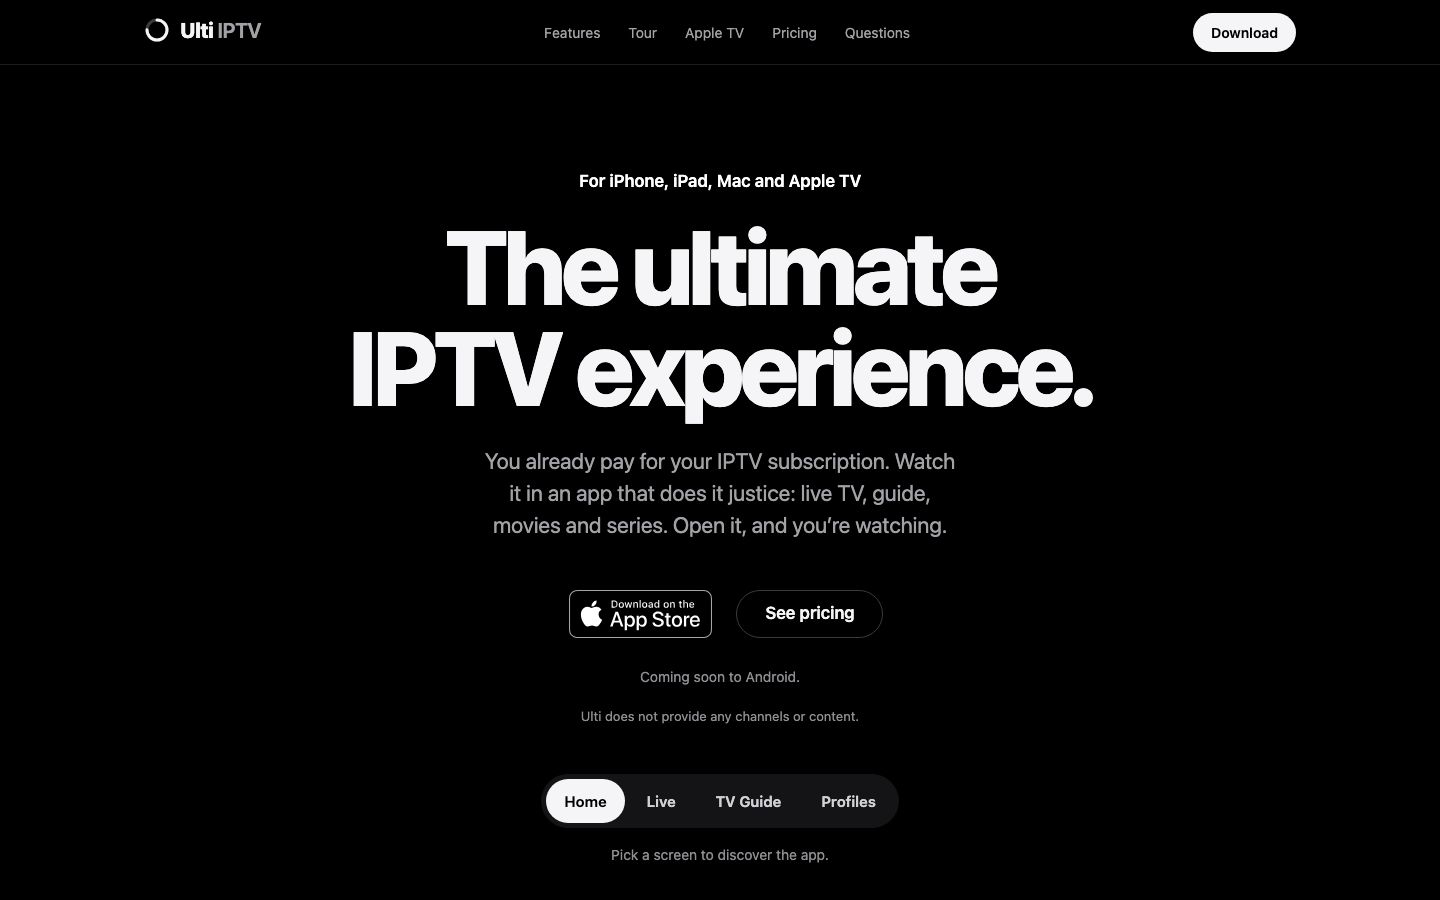 Ulti IPTV
Features
Tour
Apple TV
Pricing
Questions
Download
For iPhone, iPad, Mac and Apple TV
The ultimate
IPTV experience.
You already pay for your IPTV subscription. Watch
it in an app that does it justice: live TV, guide,
movies and series. Open it, and you’re watching.
Download on the
App Store
See pricing
Coming soon to Android.
Ulti does not provide any channels or content.
Home
Live
TV Guide
Profiles
Pick a screen to discover the app.